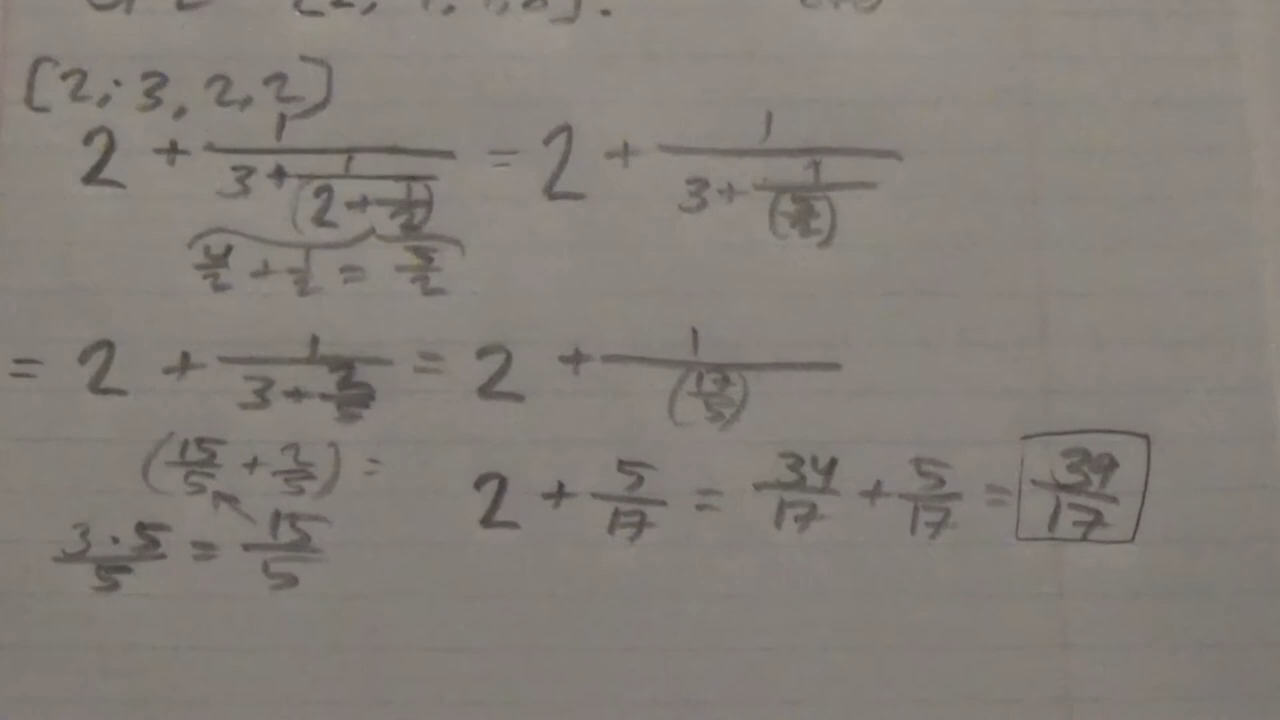 [2; 3, 2, 2]
2 + 1/(3 + 1/(2 + 1/2)) = 2 + 1/(3 + 1/(5/2))
4/2 + 1/2 = 5/2
= 2 + 1/(3 + 2/5) = 2 + 1/(17/5)
(15/5 + 2/5) =
2 + 5/17 = 34/17 + 5/17 = 39/17
3·5/5 = 15/5